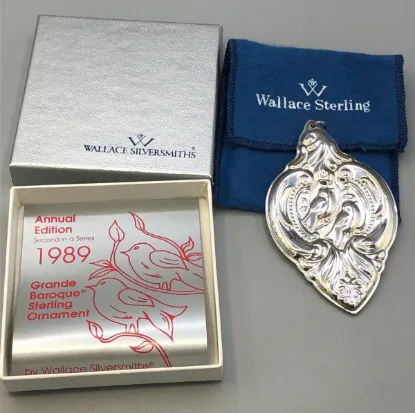 WALLACE SILVERSMITHS®
Wallace Sterling
Annual
Edition
Second in a Series
1989
Grande
Baroque®
Sterling
Ornament
by Wallace Silversmiths®